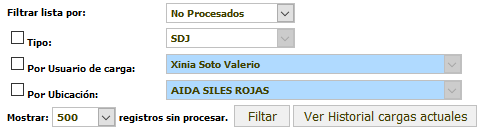 Filtrar lista por: No Procesados
Tipo: SDJ
Por Usuario de carga: Xinia Soto Valerio
Por Ubicación: AIDA SILES ROJAS
Mostrar: 500 registros sin procesar. Filtar Ver Historial cargas actuales